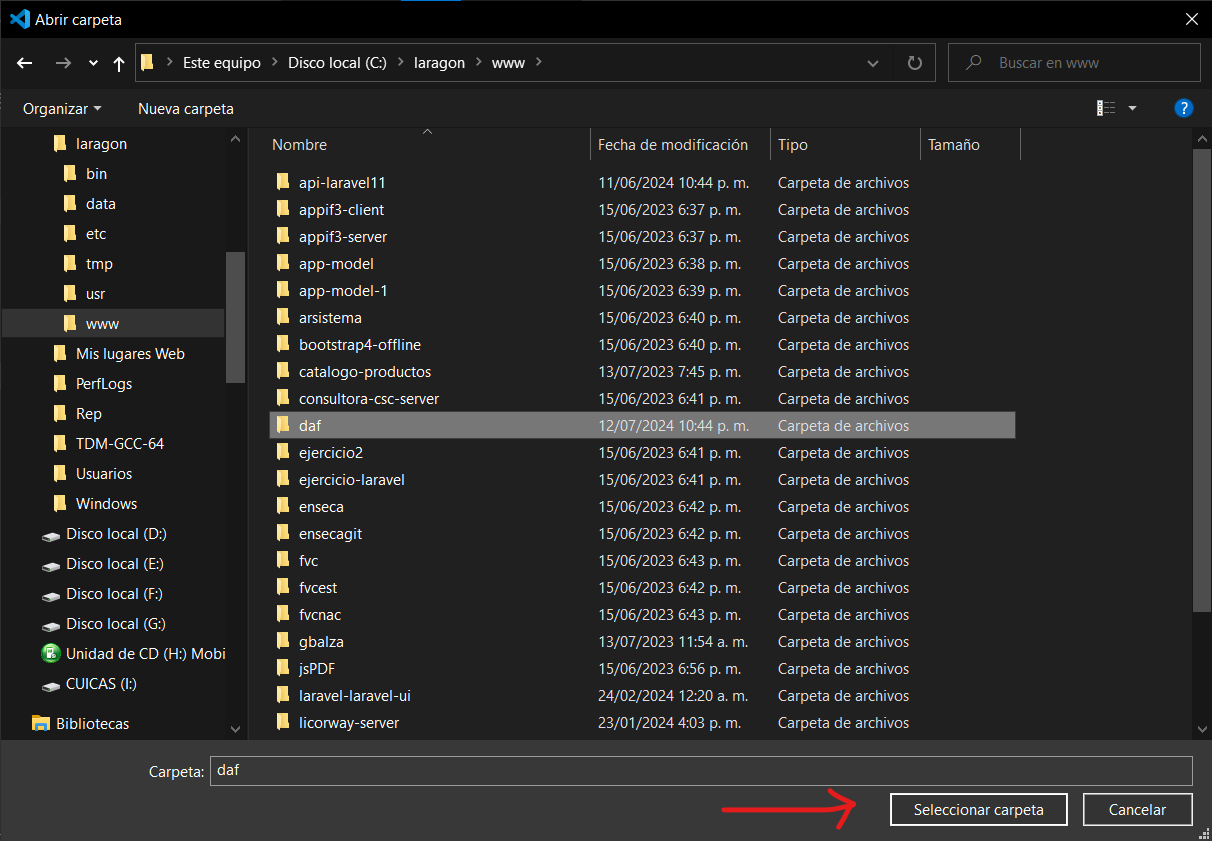 Abrir carpeta
Este equipo Disco local (C:) laragon www
Buscar en www
Organizar Nueva carpeta
?
laragon
bin
data
etc
tmp
usr
www
Mis lugares Web
PerfLogs
Rep
TDM-GCC-64
Usuarios
Windows
Disco local (D:)
Disco local (E:)
Disco local (F:)
Disco local (G:)
Unidad de CD (H:) Mobi
CUICAS (I:)
Bibliotecas
Nombre Fecha de modificación Tipo Tamaño
api-laravel11 11/06/2024 10:44 p. m. Carpeta de archivos
appif3-client 15/06/2023 6:37 p. m. Carpeta de archivos
appif3-server 15/06/2023 6:37 p. m. Carpeta de archivos
app-model 15/06/2023 6:38 p. m. Carpeta de archivos
app-model-1 15/06/2023 6:39 p. m. Carpeta de archivos
arsistema 15/06/2023 6:40 p. m. Carpeta de archivos
bootstrap4-offline 15/06/2023 6:40 p. m. Carpeta de archivos
catalogo-productos 13/07/2023 7:45 p. m. Carpeta de archivos
consultora-csc-server 15/06/2023 6:41 p. m. Carpeta de archivos
daf 12/07/2024 10:44 p. m. Carpeta de archivos
ejercicio2 15/06/2023 6:41 p. m. Carpeta de archivos
ejercicio-laravel 15/06/2023 6:41 p. m. Carpeta de archivos
enseca 15/06/2023 6:42 p. m. Carpeta de archivos
ensecagit 15/06/2023 6:42 p. m. Carpeta de archivos
fvc 15/06/2023 6:43 p. m. Carpeta de archivos
fvcest 15/06/2023 6:42 p. m. Carpeta de archivos
fvcnac 15/06/2023 6:43 p. m. Carpeta de archivos
gbalza 13/07/2023 11:54 a. m. Carpeta de archivos
jsPDF 15/06/2023 6:56 p. m. Carpeta de archivos
laravel-laravel-ui 24/02/2024 12:20 a. m. Carpeta de archivos
licorway-server 23/01/2024 4:03 p. m. Carpeta de archivos
Carpeta: daf
Seleccionar carpeta Cancelar